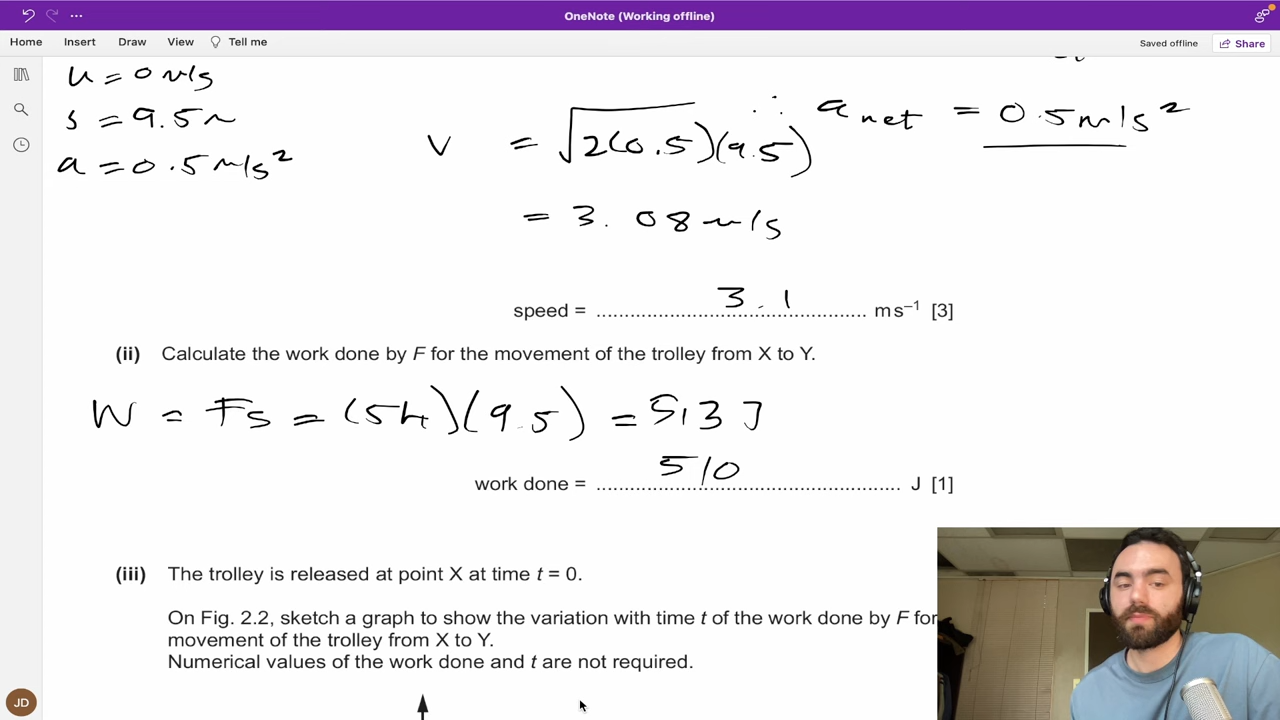 OneNote (Working offline)
Home Insert Draw View Tell me
Saved offline Share
u = 0 m/s
s = 9.5 m
a = 0.5 m/s²
∴ a net = 0.5 m/s²
v = √2(0.5)(9.5)
= 3.08 m/s
3.1
speed = ........ m s⁻¹ [3]
(ii) Calculate the work done by F for the movement of the trolley from X to Y.
W = Fs = (54)(9.5) = 513 J
510
work done = ........ J [1]
(iii) The trolley is released at point X at time t = 0.
On Fig. 2.2, sketch a graph to show the variation with time t of the work done by F for
movement of the trolley from X to Y.
Numerical values of the work done and t are not required.
JD